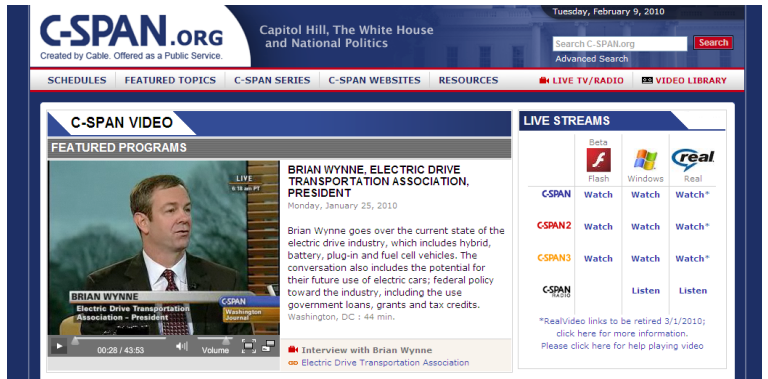 Tuesday, February 9, 2010
C-SPAN.ORG
Created by Cable. Offered as a Public Service.
Capitol Hill, The White House
and National Politics
Search C-SPAN.org
Search
Advanced Search
SCHEDULES
FEATURED TOPICS
C-SPAN SERIES
C-SPAN WEBSITES
RESOURCES
LIVE TV/RADIO
VIDEO LIBRARY
C-SPAN VIDEO
FEATURED PROGRAMS
LIVE
BRIAN WYNNE
Electric Drive Transportation
Association - President
C-SPAN
Washington
Journal
00:28 / 43:53
Volume
BRIAN WYNNE, ELECTRIC DRIVE
TRANSPORTATION ASSOCIATION,
PRESIDENT
Monday, January 25, 2010
Brian Wynne goes over the current state of the
electric drive industry, which includes hybrid,
battery, plug-in and fuel cell vehicles. The
conversation also includes the potential for
their future use of electric cars; federal policy
toward the industry, including the use
government loans, grants and tax credits.
Washington, DC : 44 min.
Interview with Brian Wynne
Electric Drive Transportation Association
LIVE STREAMS
Beta
real
Flash Windows Real
C-SPAN Watch Watch Watch*
C-SPAN2 Watch Watch Watch*
C-SPAN3 Watch Watch Watch*
C-SPAN RADIO Listen Listen
*RealVideo links to be retired 3/1/2010;
click here for more information.
Please click here for help playing video